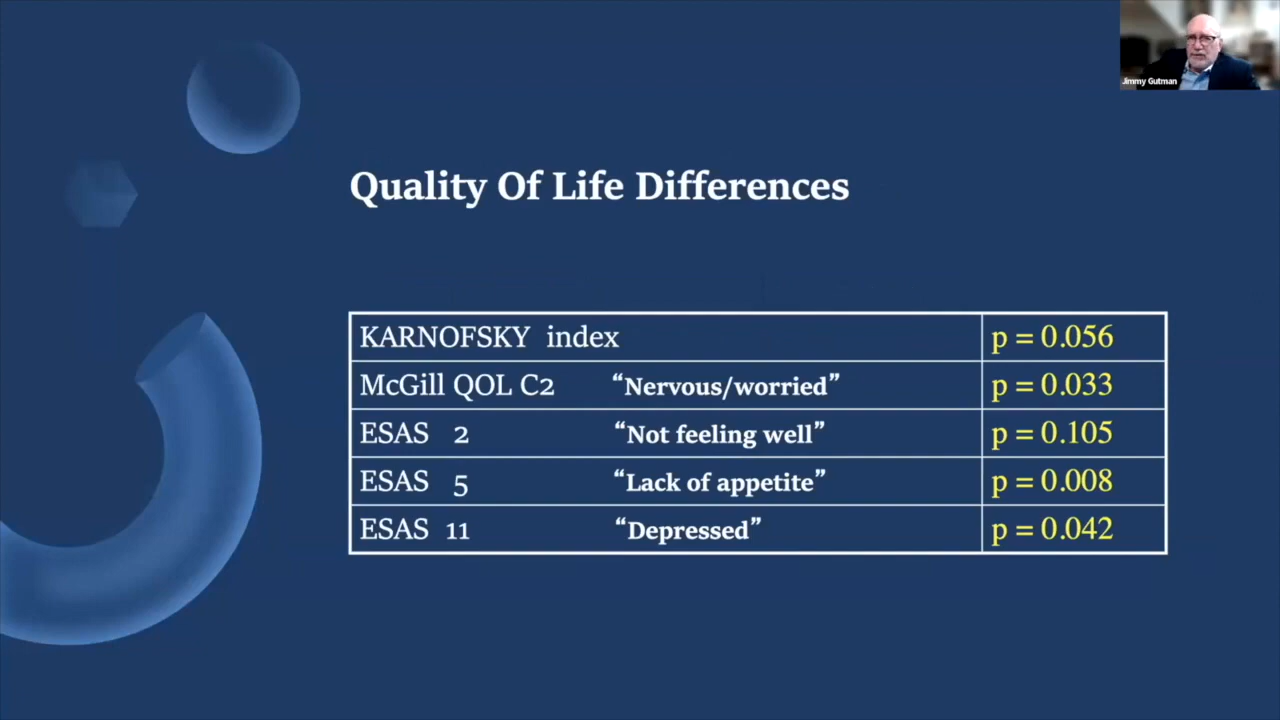 Jimmy Gutman
Quality Of Life Differences
KARNOFSKY index p = 0.056
McGill QOL C2 “Nervous/worried” p = 0.033
ESAS 2 “Not feeling well” p = 0.105
ESAS 5 “Lack of appetite” p = 0.008
ESAS 11 “Depressed” p = 0.042